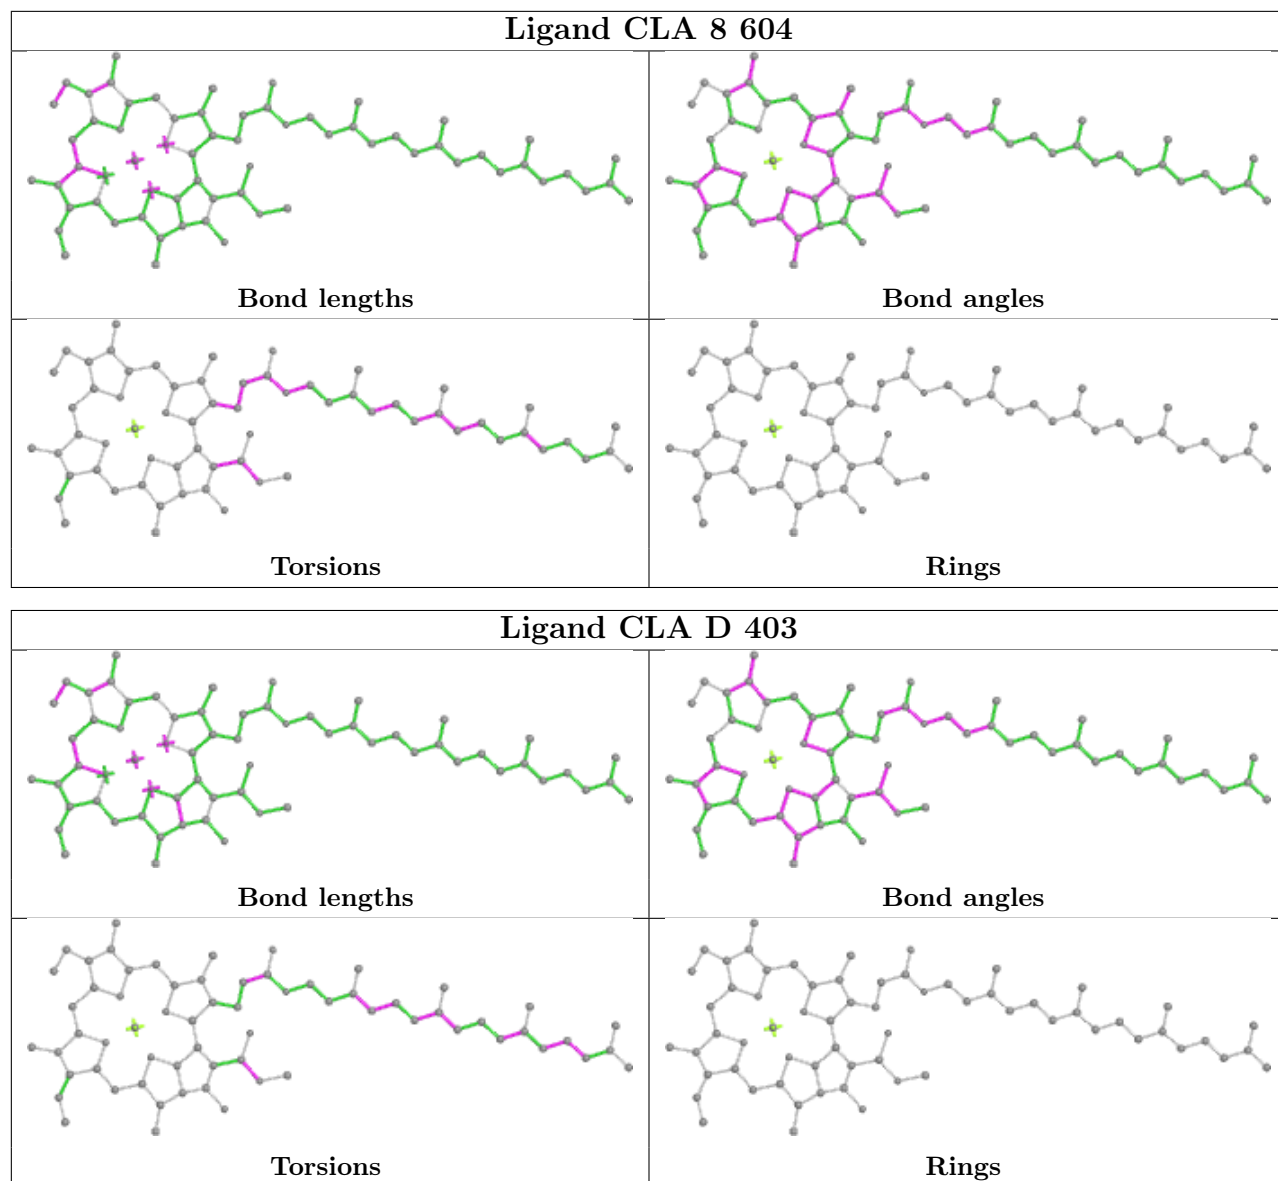 Ligand CLA 8 604
Bond lengths
Bond angles
Torsions
Rings
Ligand CLA D 403
Bond lengths
Bond angles
Torsions
Rings